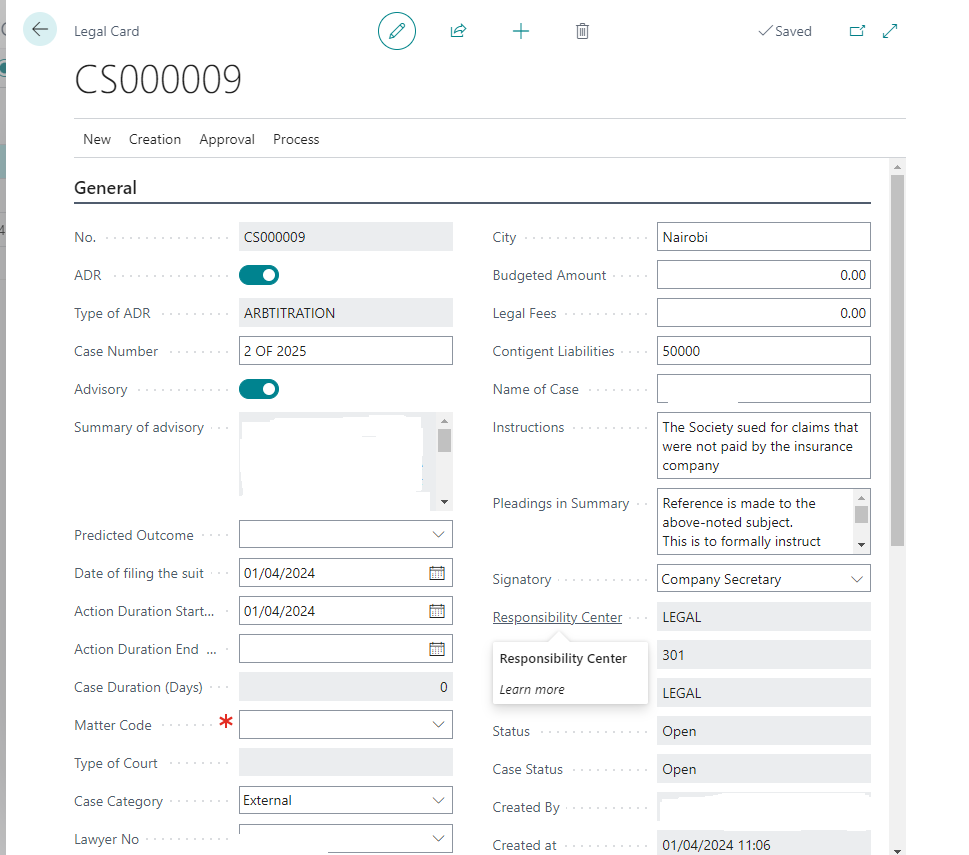 Legal Card
Saved
CS000009
New Creation Approval Process
General
No. CS000009
ADR
Type of ADR ARBTITRATION
Case Number 2 OF 2025
Advisory
Summary of advisory
Predicted Outcome
Date of filing the suit 01/04/2024
Action Duration Start... 01/04/2024
Action Duration End ...
Case Duration (Days) 0
Matter Code *
Type of Court
Case Category External
Lawyer No
City Nairobi
Budgeted Amount 0.00
Legal Fees 0.00
Contigent Liabilities 50000
Name of Case
Instructions The Society sued for claims that
were not paid by the insurance
company
Pleadings in Summary Reference is made to the
above-noted subject.
This is to formally instruct
Signatory Company Secretary
Responsibility Center LEGAL
Responsibility Center
Learn more
301
LEGAL
Status Open
Case Status Open
Created By
Created at 01/04/2024 11:06